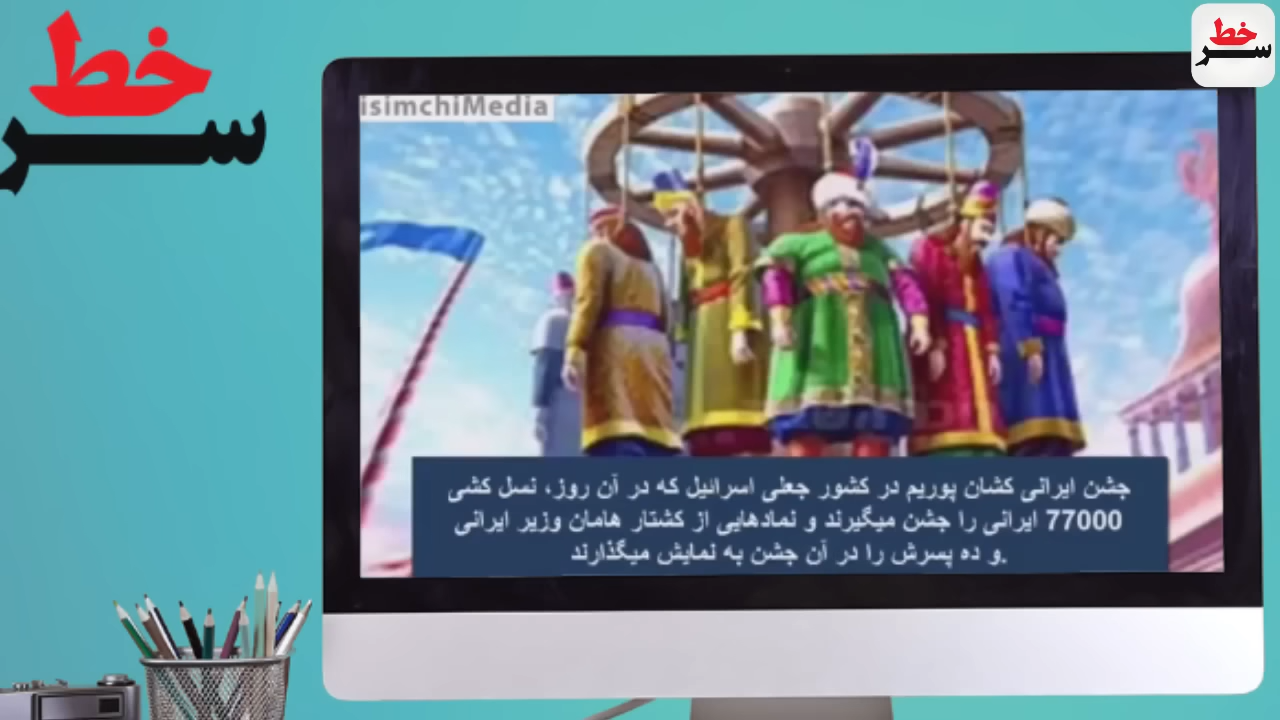 خط
سر
خط
سر
isimchiMedia
جشن ایرانی کشان پوریم در کشور جعلی اسرائیل که در آن روز، نسل کشی
77000 ایرانی را جشن میگیرند و نمادهایی از کشتار هامان وزیر ایرانی
و ده پسرش را در آن جشن به نمایش میگذارند.